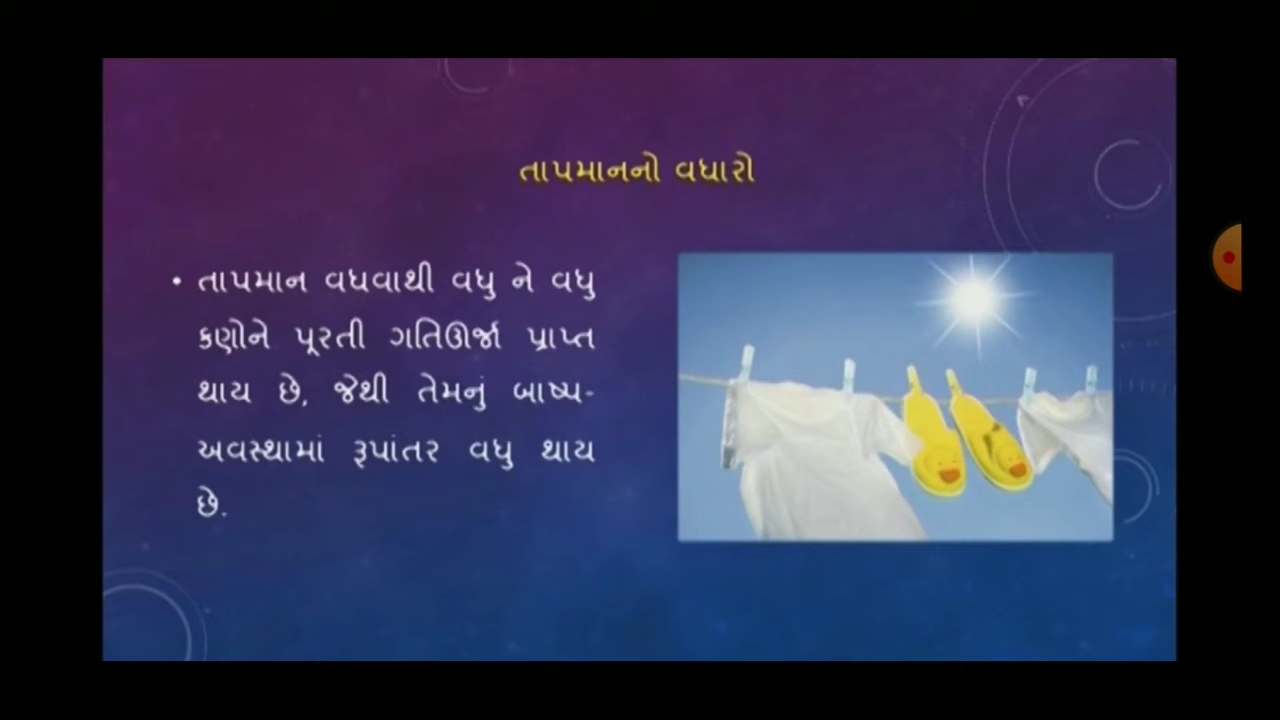 તાપમાનનો વધારો
• તાપમાન વધવાથી વધુ ને વધુ
કણોને પૂરતી ગતિઊર્જા પ્રાપ્ત
થાય છે, જેથી તેમનું બાષ્પ-
અવસ્થામાં રૂપાંતર વધુ થાય
છે.